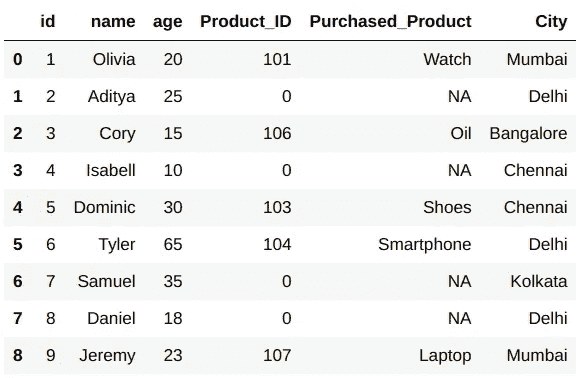 id name age Product_ID Purchased_Product City
0 1 Olivia 20 101 Watch Mumbai
1 2 Aditya 25 0 NA Delhi
2 3 Cory 15 106 Oil Bangalore
3 4 Isabell 10 0 NA Chennai
4 5 Dominic 30 103 Shoes Chennai
5 6 Tyler 65 104 Smartphone Delhi
6 7 Samuel 35 0 NA Kolkata
7 8 Daniel 18 0 NA Delhi
8 9 Jeremy 23 107 Laptop Mumbai